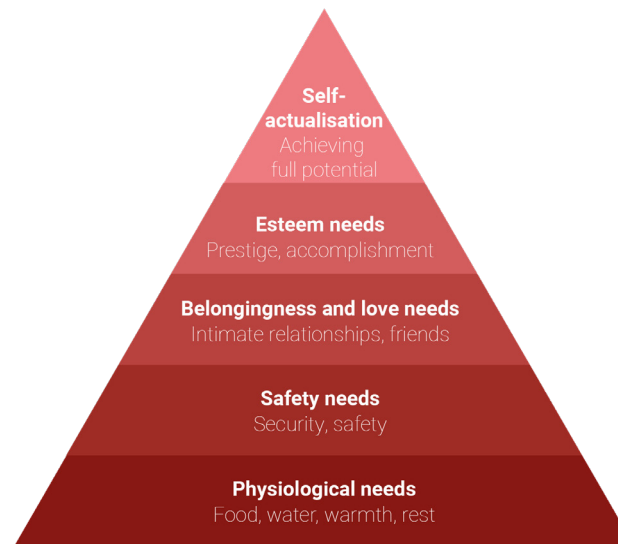 Self-
actualisation
Achieving
full potential
Esteem needs
Prestige, accomplishment
Belongingness and love needs
Intimate relationships, friends
Safety needs
Security, safety
Physiological needs
Food, water, warmth, rest